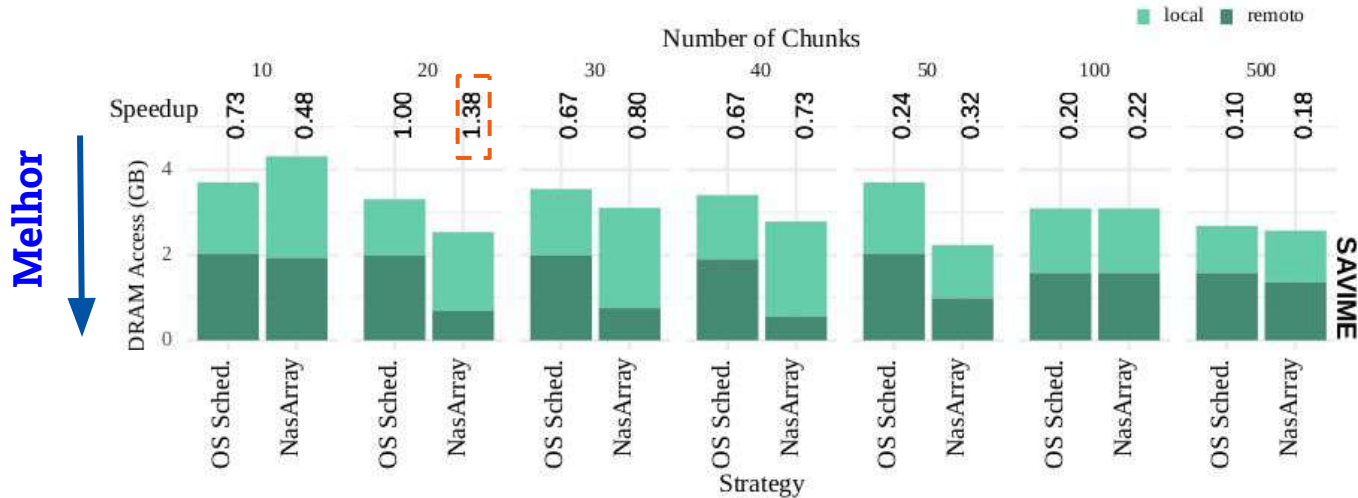 local remoto
Number of Chunks
10 20 30 40 50 100 500
Speedup 0.73 0.48 1.00 1.38 0.67 0.80 0.67 0.73 0.24 0.32 0.20 0.22 0.10 0.18
Melhor
DRAM Access (GB)
4
2
0
SAVIME
OS Sched. NasArray OS Sched. NasArray OS Sched. NasArray OS Sched. NasArray OS Sched. NasArray OS Sched. NasArray OS Sched. NasArray
Strategy